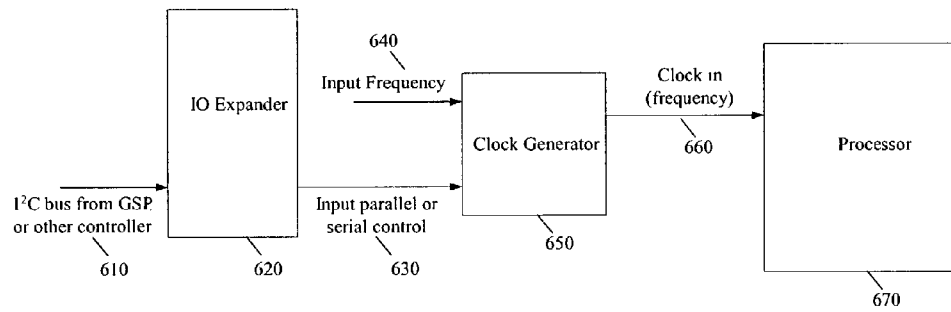 640
Input Frequency
IO Expander
Clock Generator
Clock in
(frequency)
660
Processor
I²C bus from GSP
or other controller
610
620
Input parallel or
serial control
630
650
670